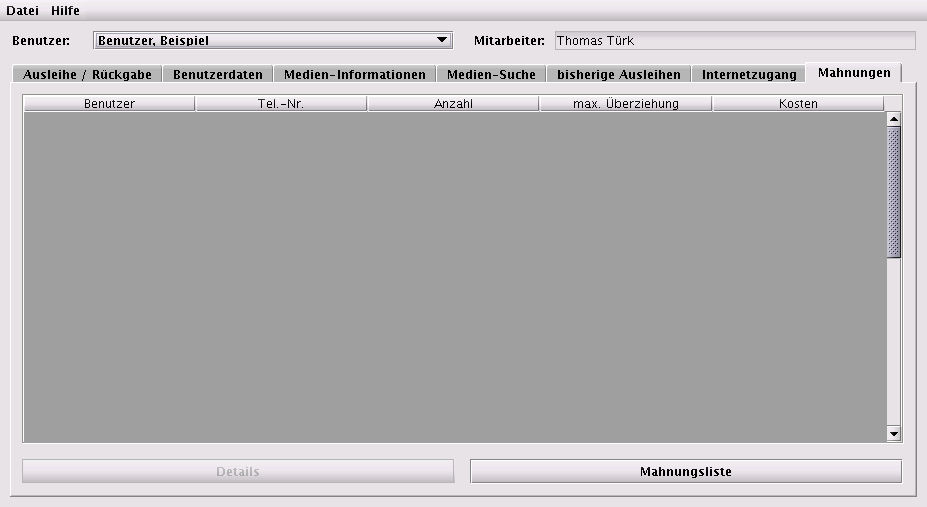 Datei Hilfe
Benutzer: Benutzer, Beispiel Mitarbeiter: Thomas Türk
Ausleihe / Rückgabe Benutzerdaten Medien-Informationen Medien-Suche bisherige Ausleihen Internetzugang Mahnungen
Benutzer Tel.-Nr. Anzahl max. Überziehung Kosten
Details Mahnungsliste